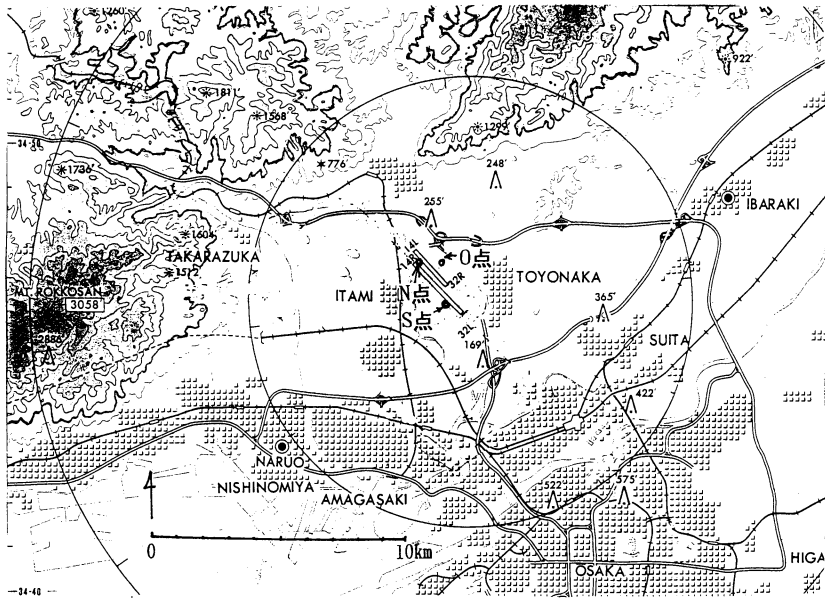 1260
1811
1568
922'
1299
34-50
776
248'
1736
255'
IBARAKI
1604
TAKARAZUKA
14L
O点
1512
TOYONAKA
MT. ROKKOSAN
3058
ITAMI
N点
32R
S点
365'
32L
2886
169'
SUITA
422'
NARUO
NISHINOMIYA
AMAGASAKI
522'
575'
0
10km
OSAKA
HIGA
34-40